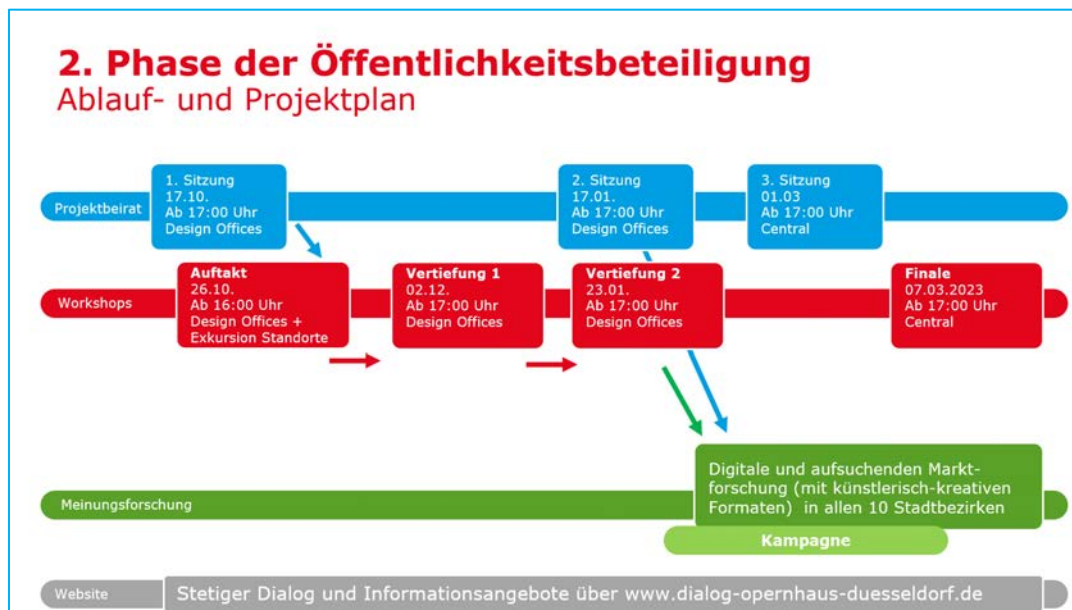 2. Phase der Öffentlichkeitsbeteiligung
Ablauf- und Projektplan
Projektbeirat
1. Sitzung
17.10.
Ab 17:00 Uhr
Design Offices
2. Sitzung
17.01.
Ab 17:00 Uhr
Design Offices
3. Sitzung
01.03
Ab 17:00 Uhr
Central
Workshops
Auftakt
26.10.
Ab 16:00 Uhr
Design Offices +
Exkursion Standorte
Vertiefung 1
02.12.
Ab 17:00 Uhr
Design Offices
Vertiefung 2
23.01.
Ab 17:00 Uhr
Design Offices
Finale
07.03.2023
Ab 17:00 Uhr
Central
Meinungsforschung
Digitale und aufsuchenden Markt-
forschung (mit künstlerisch-kreativen
Formaten) in allen 10 Stadtbezirken
Kampagne
Website
Stetiger Dialog und Informationsangebote über www.dialog-opernhaus-duesseldorf.de